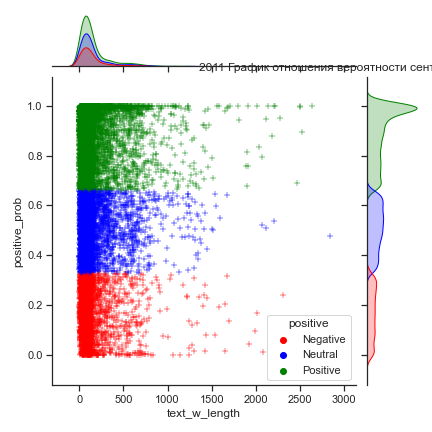 2011 График отношения вероятности сент
1.0
0.8
0.6
0.4
0.2
0.0
positive_prob
positive
Negative
Neutral
Positive
0 500 1000 1500 2000 2500 3000
text_w_length